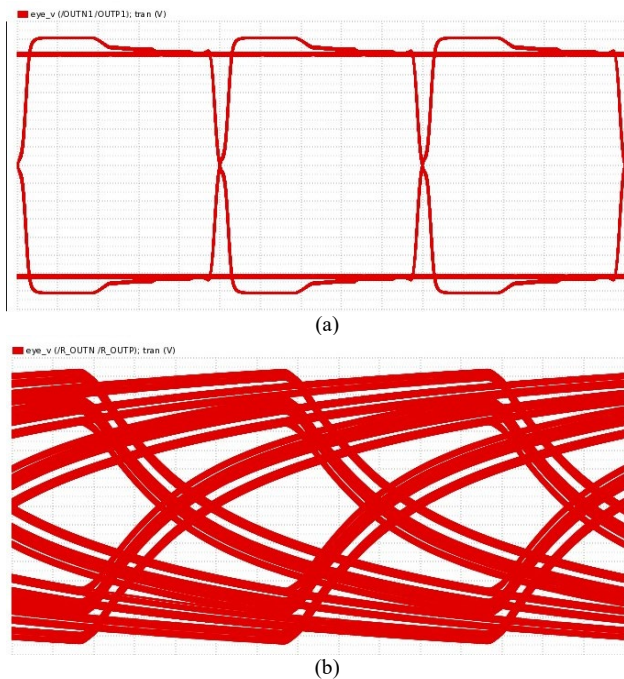 eye_v (/OUTN1 /OUTP1); tran (V)
(a)
eye_v (/R_OUTN /R_OUTP); tran (V)
(b)